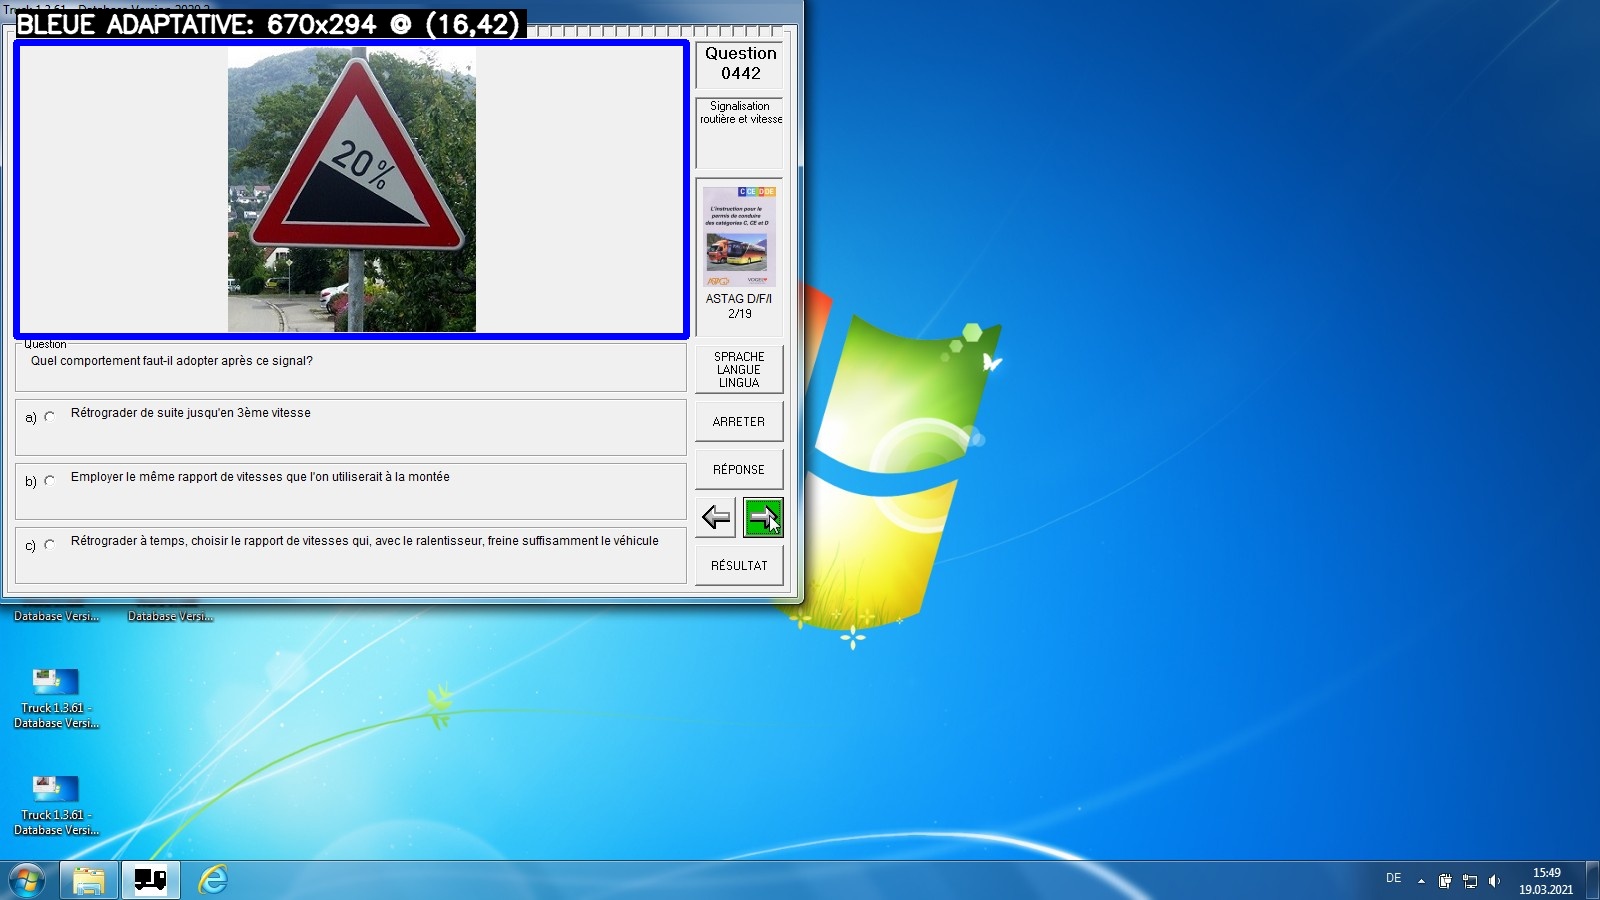 BLEUE ADAPTATIVE: 670x294 @ (16,42)
20%
Question
0442
Signalisation
routière et vitesse
C CE D DE
L'instruction pour le
permis de conduire
des catégories C, CE et D
ASTAG D/F/I
2/19
Question
Quel comportement faut-il adopter après ce signal?
a) Rétrograder de suite jusqu'en 3ème vitesse
b) Employer le même rapport de vitesses que l'on utiliserait à la montée
c) Rétrograder à temps, choisir le rapport de vitesses qui, avec le ralentisseur, freine suffisamment le véhicule
SPRACHE
LANGUE
LINGUA
ARRETER
RÉPONSE
RÉSULTAT
Database Versi...
Database Versi...
Truck 1.3.61 -
Database Versi...
Truck 1.3.61 -
Database Versi...
DE
15:49
19.03.2021